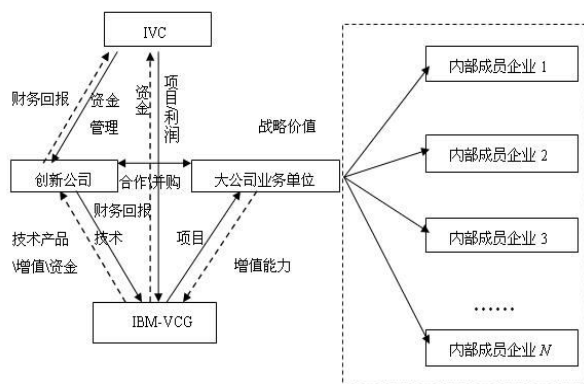 IVC
财务回报
资金
管理
资金
项目/利润
战略价值
创新公司
合作\并购
大公司业务单位
财务回报
技术产品
\增值\资金
技术
项目
增值能力
IBM-VCG
内部成员企业 1
内部成员企业 2
内部成员企业 3
……
内部成员企业 N